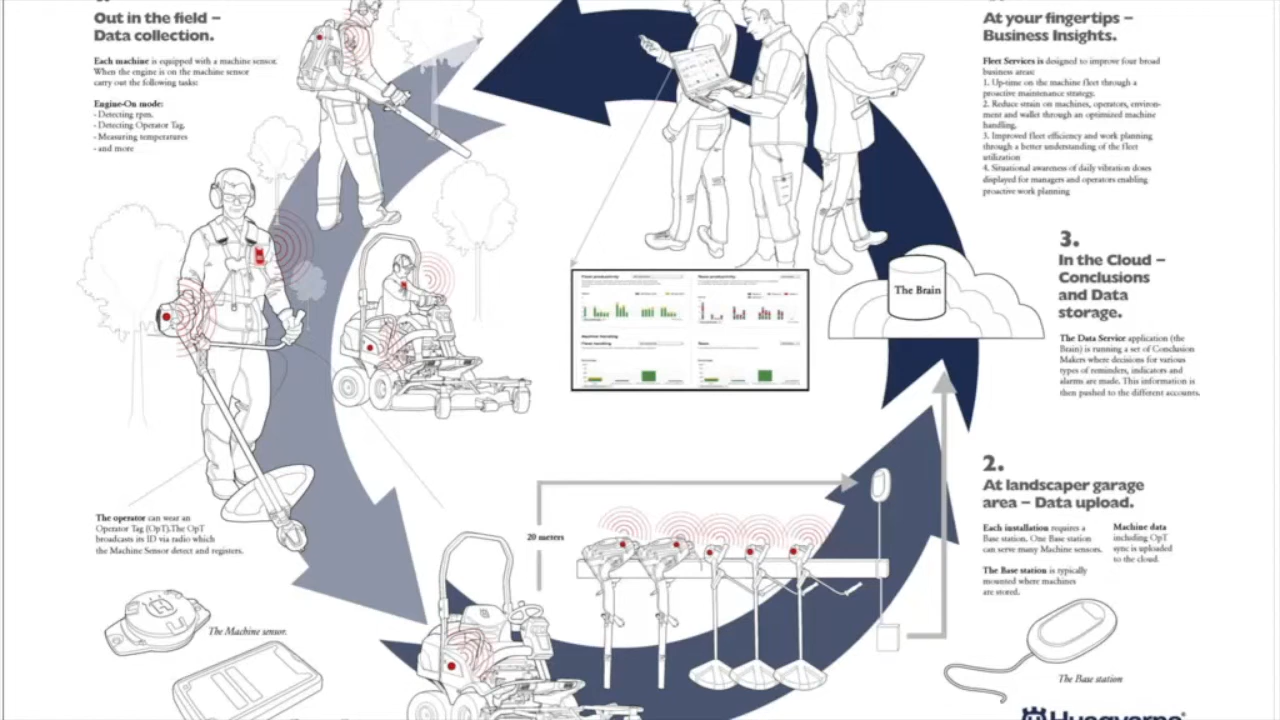 Out in the field –
Data collection.
Each machine is equipped with a machine sensor.
When the engine is on the machine sensor
carry out the following tasks:
Engine-On mode:
- Detecting rpm.
- Detecting Operator Tag.
- Measuring temperatures
- and more
At your fingertips –
Business Insights.
Fleet Services is designed to improve four broad
business areas:
1. Up-time on the machine fleet through a
proactive maintenance strategy.
2. Reduce strain on machines, operators, environ-
ment and wallet through an optimized machine
handling.
3. Improved fleet efficiency and work planning
through a better understanding of the fleet
utilization
4. Situational awareness of daily vibration doses
displayed for managers and operators enabling
proactive work planning
3.
In the Cloud –
Conclusions
and Data
storage.
The Brain
The Data Service application (the
Brain) is running a set of Conclusion
Makers where decisions for various
types of reminders, indicators and
alarms are made. This information is
then pushed to the different accounts.
2.
At landscaper garage
area – Data upload.
Each installation requires a
Base station. One Base station
can serve many Machine sensors.
The Base station is typically
mounted where machines
are stored.
Machine data
including OpT
sync is uploaded
to the cloud.
20 meters
The operator can wear an
Operator Tag (OpT).The OpT
broadcasts its ID via radio which
the Machine Sensor detect and registers.
The Machine sensor.
The Base station
Husqvarna